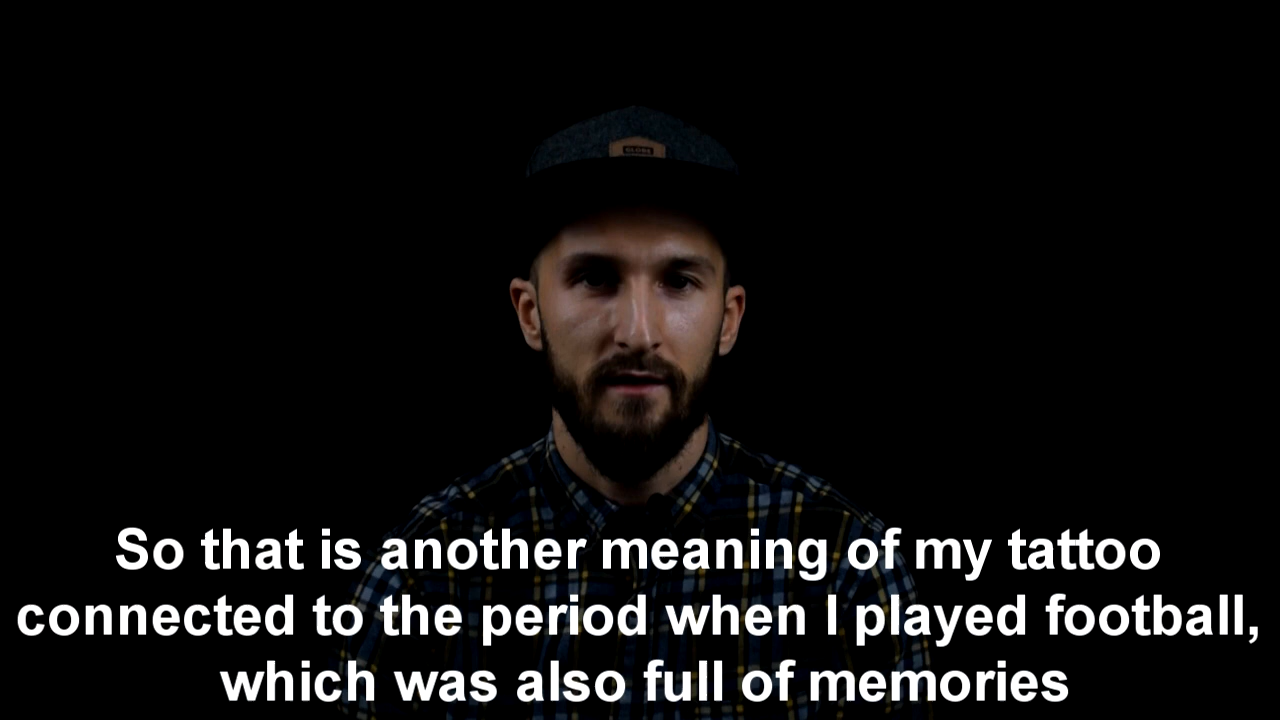 GLOBE
So that is another meaning of my tattoo
connected to the period when I played football,
which was also full of memories